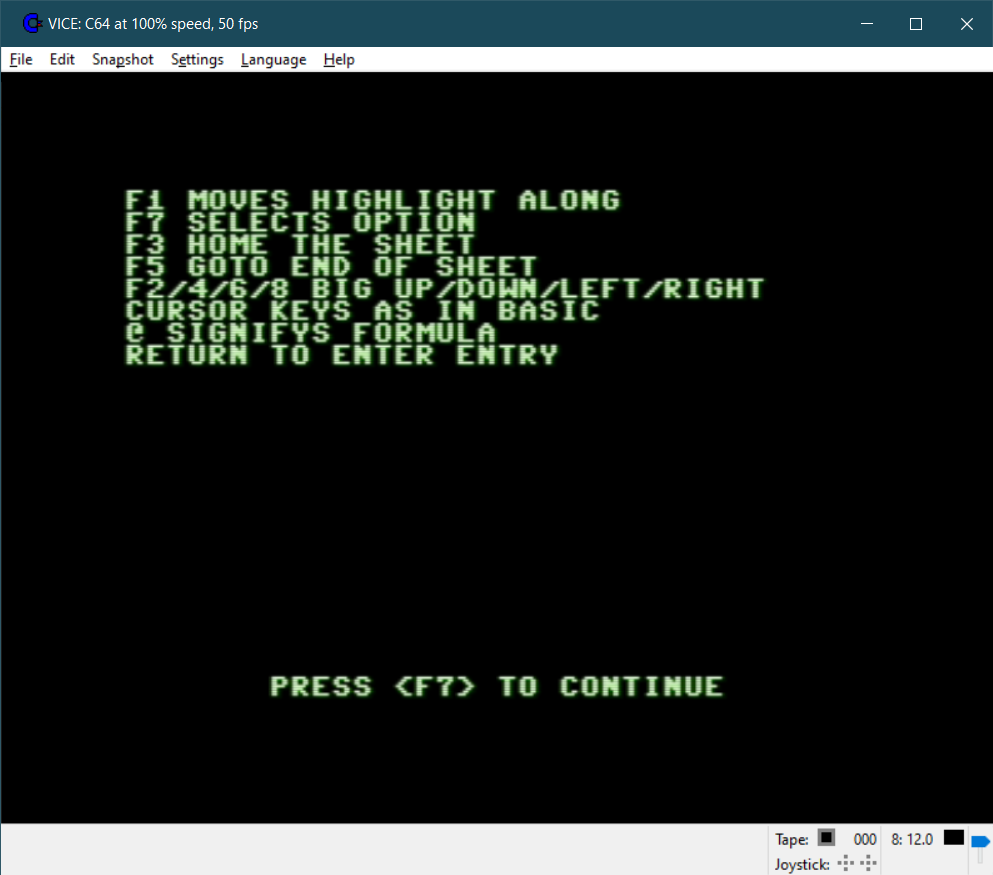 VICE: C64 at 100% speed, 50 fps
File Edit Snapshot Settings Language Help
F1 MOVES HIGHLIGHT ALONG
F7 SELECTS OPTION
F3 HOME THE SHEET
F5 GOTO END OF SHEET
F2/4/6/8 BIG UP/DOWN/LEFT/RIGHT
CURSOR KEYS AS IN BASIC
@ SIGNIFYS FORMULA
RETURN TO ENTER ENTRY
PRESS <F7> TO CONTINUE
Tape: 000 8: 12.0
Joystick: